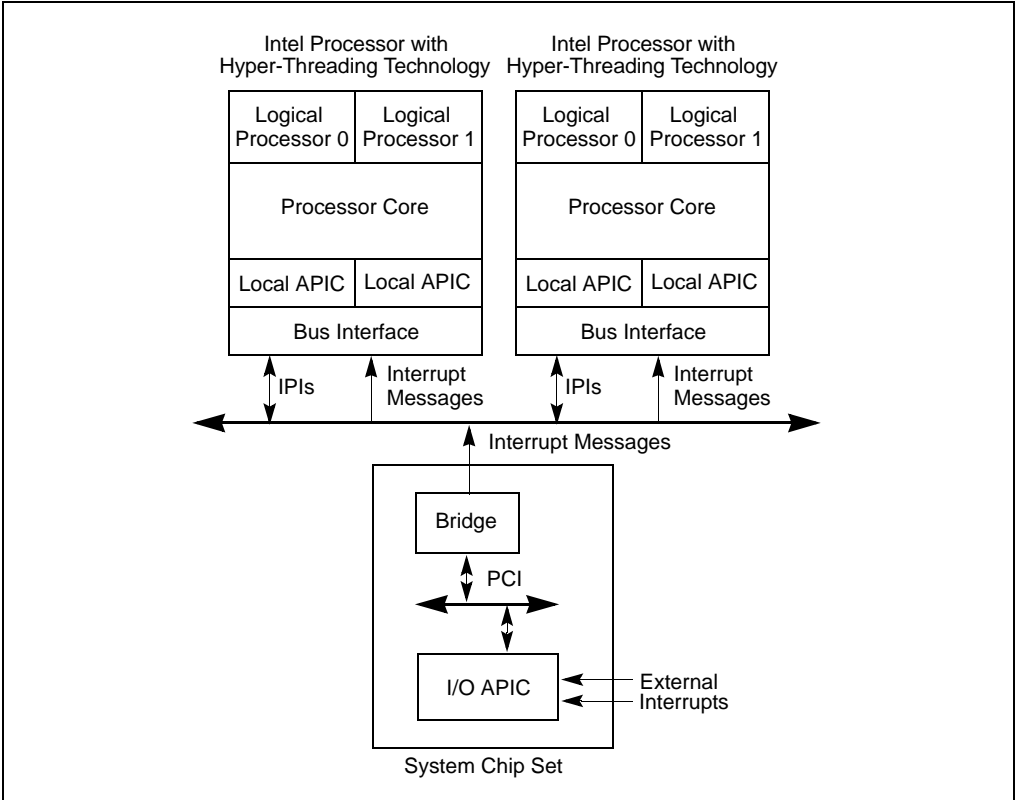 Intel Processor with
Hyper-Threading Technology
Intel Processor with
Hyper-Threading Technology
Logical
Processor 0
Logical
Processor 1
Logical
Processor 0
Logical
Processor 1
Processor Core
Processor Core
Local APIC
Local APIC
Local APIC
Local APIC
Bus Interface
Bus Interface
IPIs
Interrupt
Messages
IPIs
Interrupt
Messages
Interrupt Messages
Bridge
PCI
I/O APIC
External
Interrupts
System Chip Set